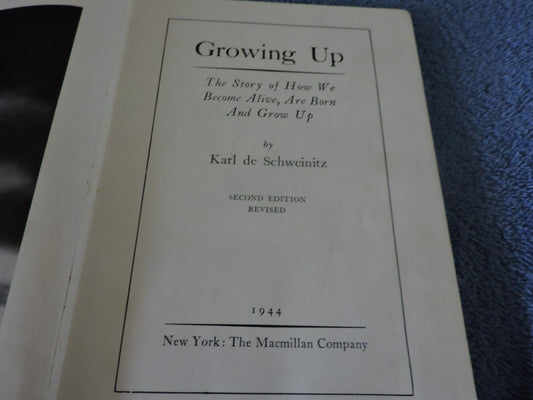 Growing Up
The Story of How We
Become Alive, Are Born
And Grow Up
by
Karl de Schweinitz
SECOND EDITION
REVISED
1944
New York: The Macmillan Company